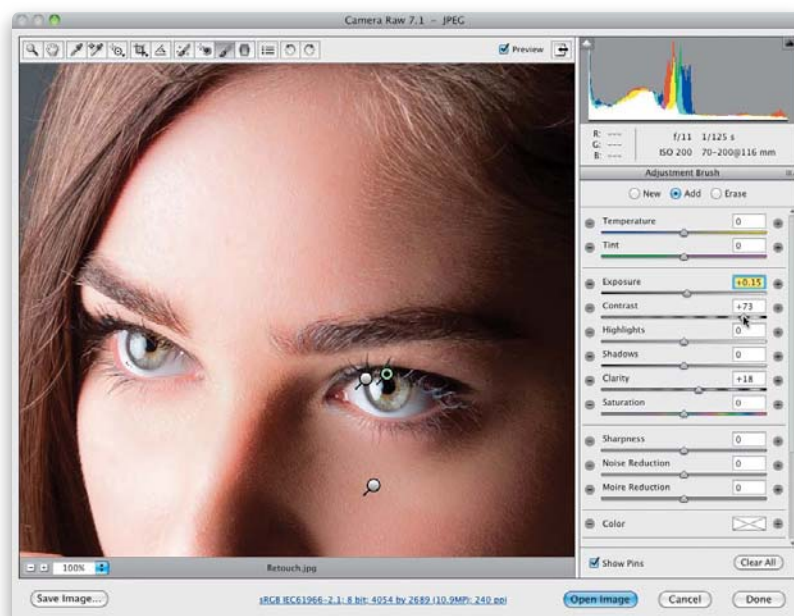 Camera Raw 7.1 – JPEG
Preview
R: ---
G: ---
B: ---
f/11 1/125 s
ISO 200 70–200@116 mm
Adjustment Brush
New Add Erase
Temperature 0
Tint 0
Exposure +0.15
Contrast +73
Highlights 0
Shadows 0
Clarity +18
Saturation 0
Sharpness 0
Noise Reduction 0
Moire Reduction 0
Color
Show Pins Clear All
100% Retouch.jpg
Save Image... sRGB IEC61966-2.1; 8 bit; 4054 by 2689 (10.9MP); 240 ppi Open Image Cancel Done